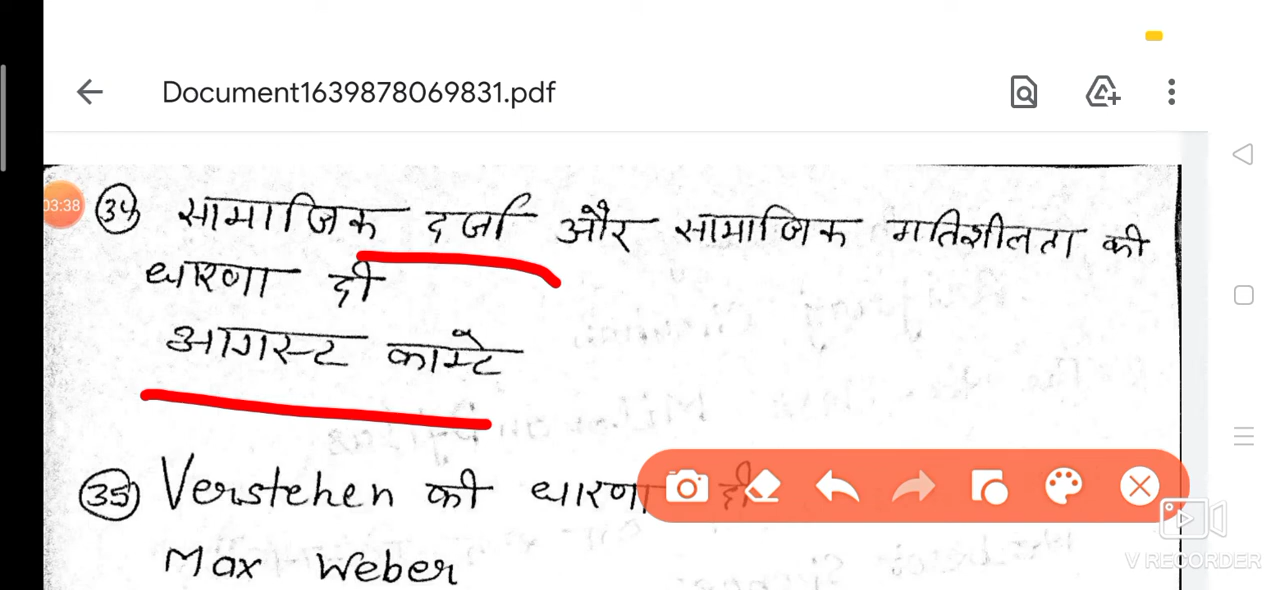 Document1639878069831.pdf
03:38
34 सामाजिक दर्जा और सामाजिक गतिशीलता की
धारणा दी
आगस्ट काम्टे
35 Verstehen की धारणा दी
Max Weber
V RECORDER